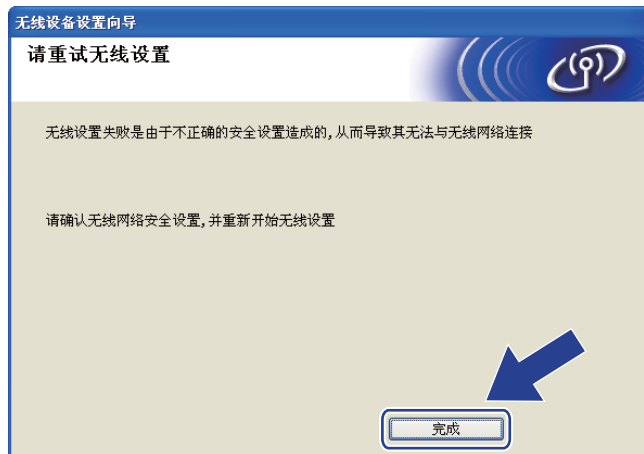 无线设备设置向导
请重试无线设置
无线设置失败是由于不正确的安全设置造成的,从而导致其无法与无线网络连接
请确认无线网络安全设置,并重新开始无线设置
完成